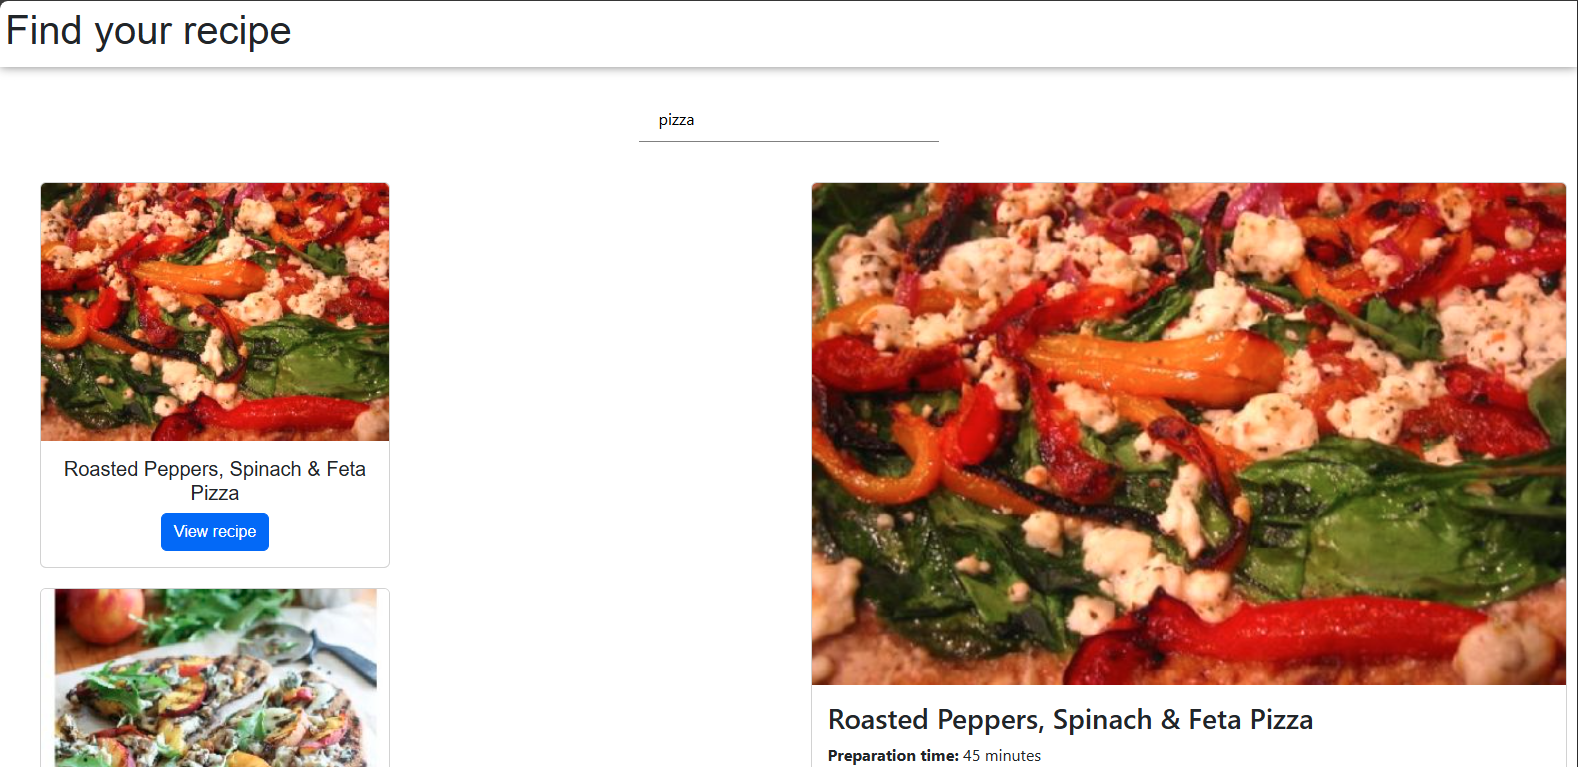 Find your recipe
pizza
Roasted Peppers, Spinach & Feta
Pizza
View recipe
Roasted Peppers, Spinach & Feta Pizza
Preparation time: 45 minutes